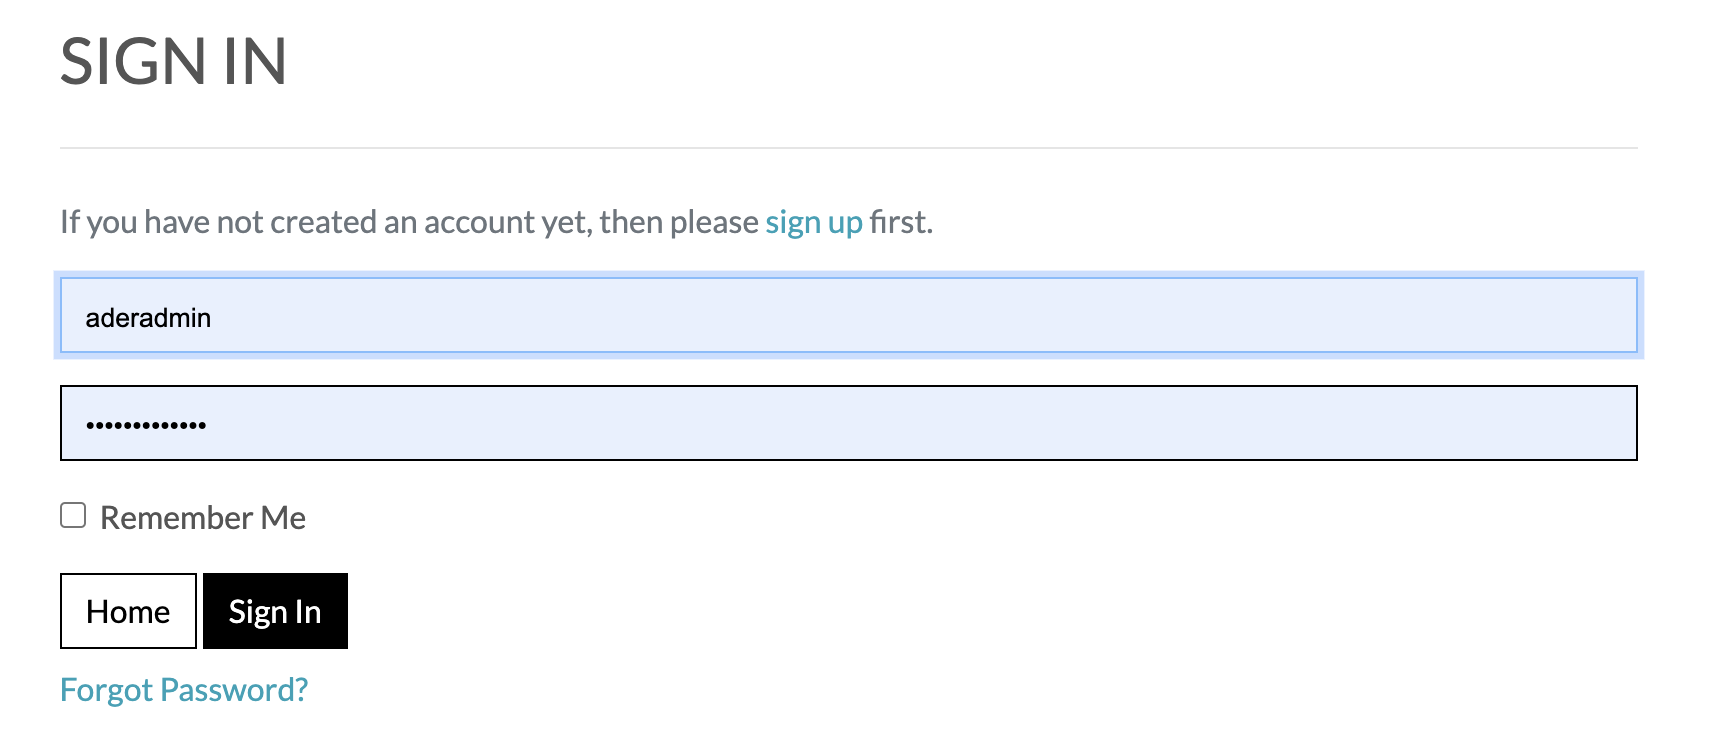 SIGN IN
If you have not created an account yet, then please sign up first.
aderadmin
•••••••••••••
Remember Me
Home
Sign In
Forgot Password?